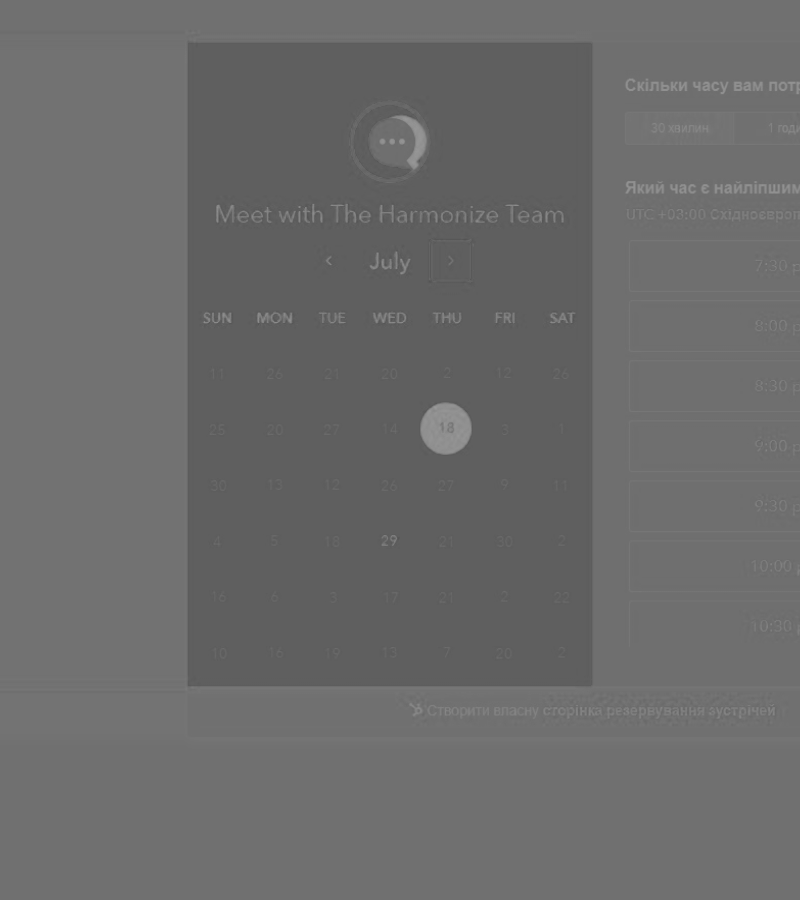 Meet with The Harmonize Team
July
SUN MON TUE WED THU FRI SAT
11 26 21 20 2 12 26
25 20 27 14 18 3 1
30 13 12 26 27 9 11
4 5 18 29 21 30 2
16 6 3 17 21 2 22
10 16 19 13 7 20 2
Скільки часу вам
30 хвилин 1
Який час є найліпшим
UTC +03:00
7:30
8:00
8:30
9:00
9:30
10:00
10:30
Створити власну сторінка резервування зустрічей